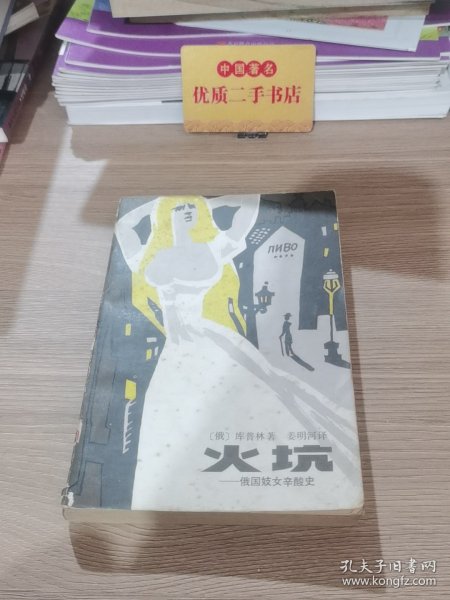 中国著名
优质二手书店
ПИВО
〔俄〕库普林著 姜明河译
火坑
——俄国妓女辛酸史
孔夫子旧书网
www.kongfz.com